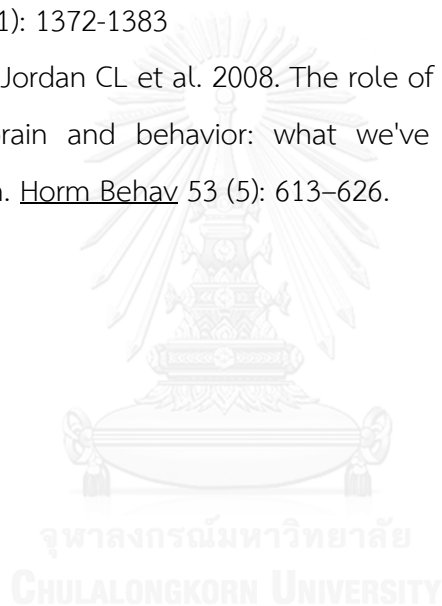 1): 1372-1383
Jordan CL et al. 2008. The role of
rain and behavior: what we've
. Horm Behav 53 (5): 613–626.
จุฬาลงกรณ์มหาวิทยาลัย
CHULALONGKORN UNIVERSITY